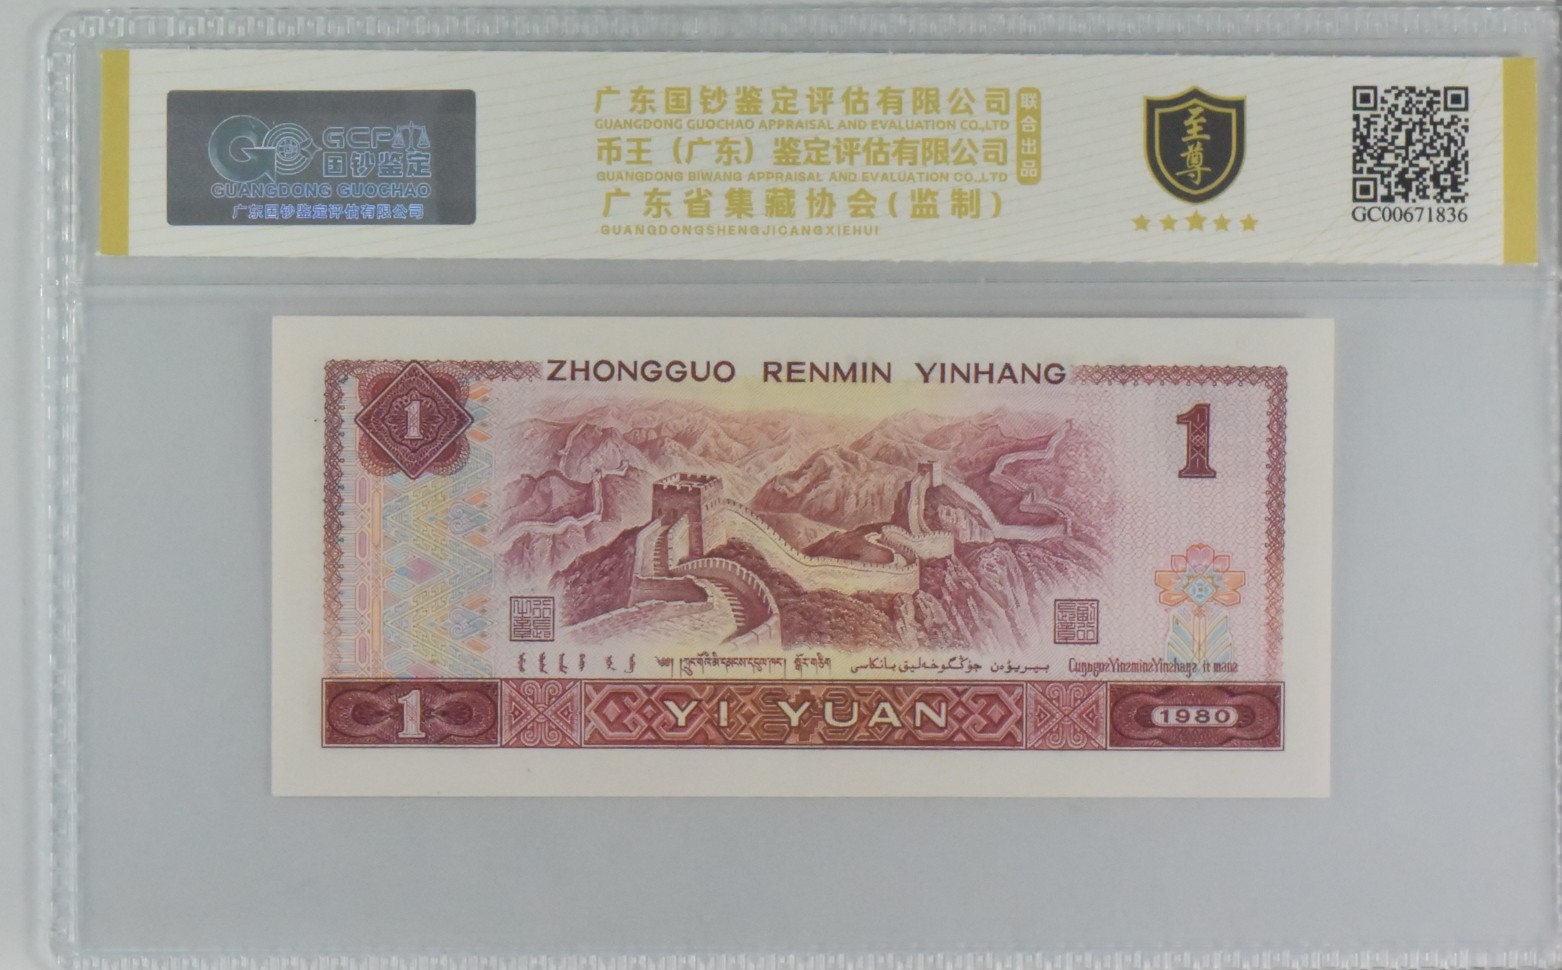 GCP
国钞鉴定
GUANGDONG GUOCHAO
广东国钞鉴定评估有限公司
广东国钞鉴定评估有限公司
GUANGDONG GUOCHAO APPRAISAL AND EVALUATION CO.,LTD
币王（广东）鉴定评估有限公司
GUANGDONG BIWANG APPRAISAL AND EVALUATION CO.,LTD
广东省集藏协会(监制)
GUANGDONGSHENGJICANGXIEHUI
联合出品
至尊
GC00671836
ZHONGGUO RENMIN YINHANG
1
1
1
YI YUAN
1980